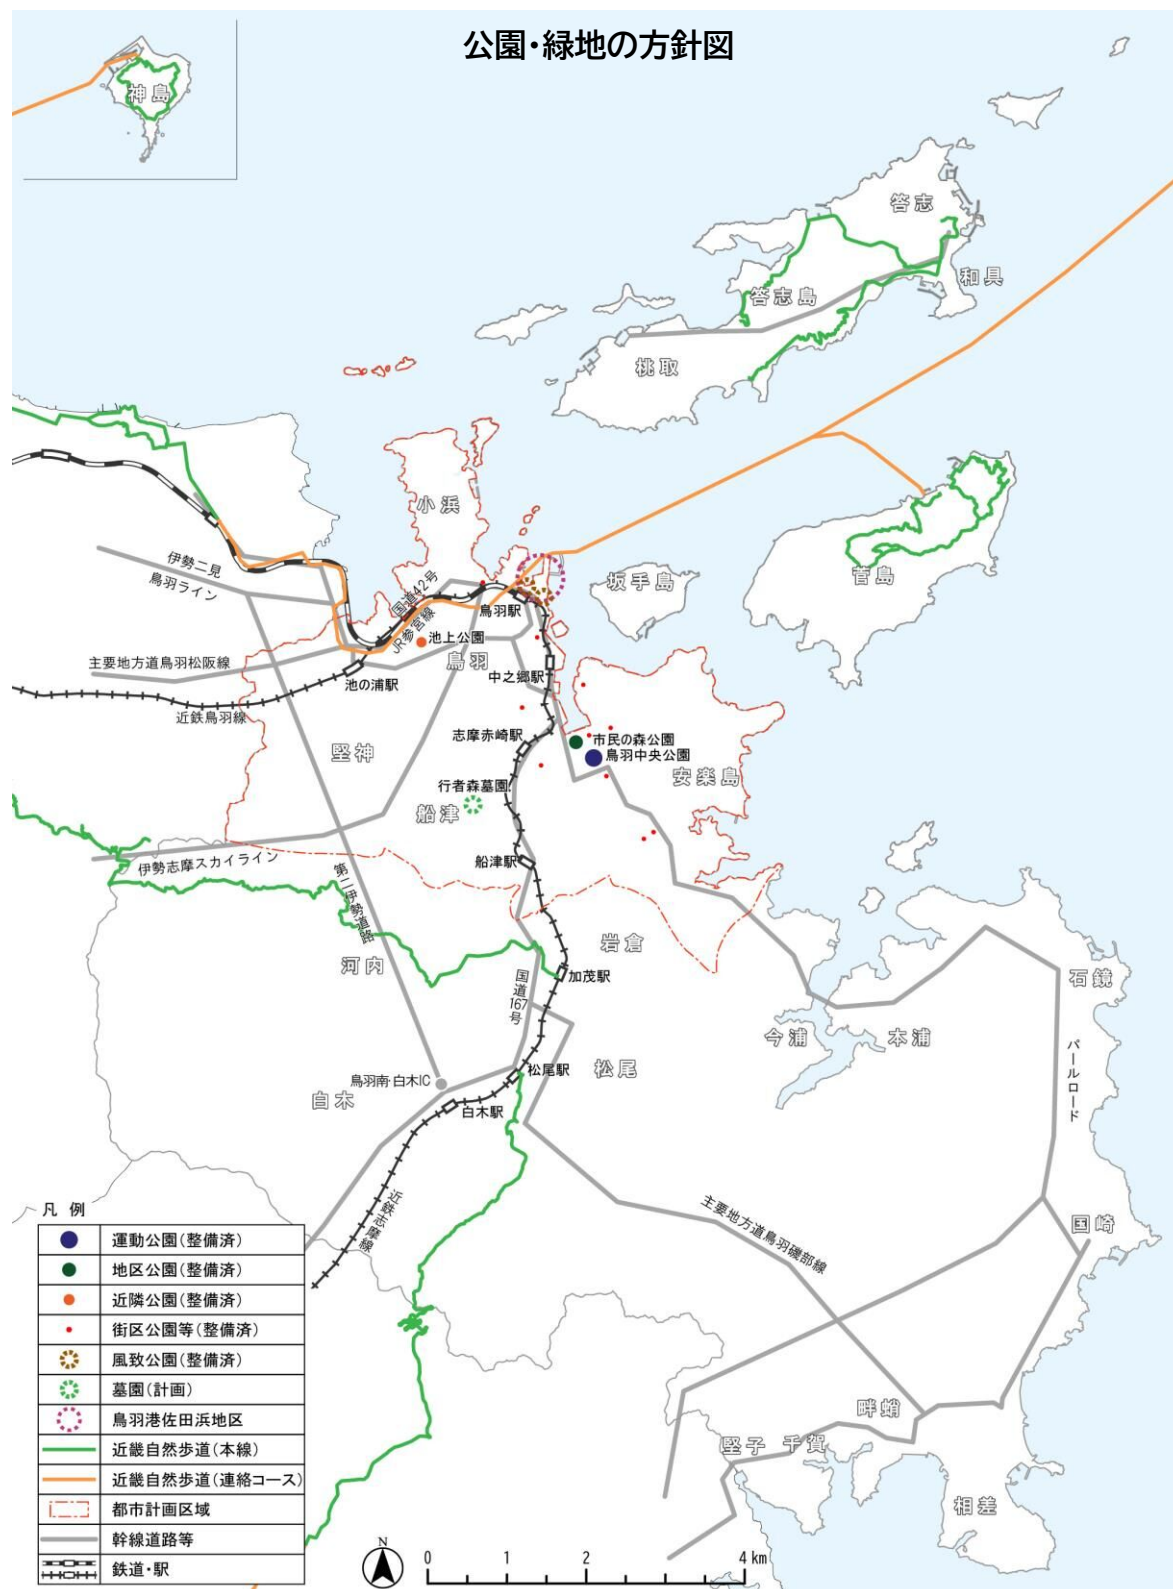 公園・緑地の方針図
神島
答志
和具
答志島
桃取
小浜
伊勢二見
鳥羽ライン
国道42号
JR参宮線
鳥羽駅
坂手島
菅島
池上公園
鳥羽
主要地方道鳥羽松阪線
池の浦駅
中之郷駅
近鉄鳥羽線
志摩赤崎駅
市民の森公園
鳥羽中央公園
堅神
安楽島
行者森墓園
船津
船津駅
伊勢志摩スカイライン
第二伊勢道路
岩倉
河内
加茂駅
石鏡
国道167号
今浦
本浦
パールロード
松尾
松尾駅
鳥羽南・白木IC
白木
白木駅
近鉄志摩線
主要地方道鳥羽磯部線
国崎
畔蛸
堅子
千賀
相差
凡 例
運動公園(整備済)
地区公園(整備済)
近隣公園(整備済)
街区公園等(整備済)
風致公園(整備済)
墓園(計画)
鳥羽港佐田浜地区
近畿自然歩道(本線)
近畿自然歩道(連絡コース)
都市計画区域
幹線道路等
鉄道・駅
N
0 1 2 4 km